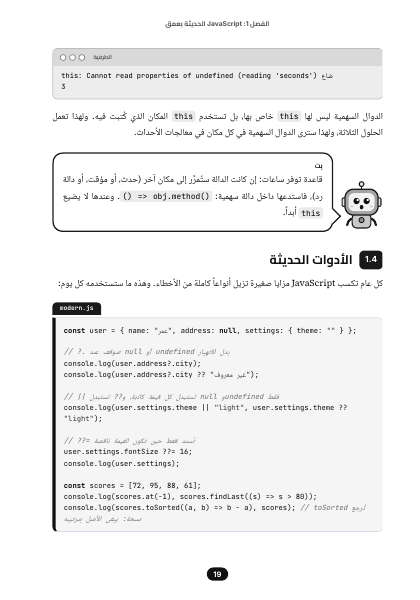 الفصل 1: JavaScript الحديثة بعمق
الطرفية
this: Cannot read properties of undefined (reading 'seconds') ضاع
3
الدوال السهمية ليس لها this خاص بها، بل تستخدم this المكان الذي كُتبت فيه. ولهذا تعمل
الحلول الثلاثة، ولهذا سترى الدوال السهمية في كل مكان في معالجات الأحداث.
بِت
قاعدة توفر ساعات: إن كانت الدالة ستُمرَّر إلى مكان آخر (حدث، أو مؤقت، أو دالة
رد)، فاستدعها داخل دالة سهمية: () => obj.method(). وعندها لا يضيع
this أبداً.
1.4 الأدوات الحديثة
كل عام تكسب JavaScript مزايا صغيرة تزيل أنواعاً كاملة من الأخطاء. وهذه ما ستستخدمه كل يوم:
modern.js
const user = { name: "عمر", address: null, settings: { theme: "" } };
// ?. تتوقف عند null أو undefined بدل الانهيار
console.log(user.address?.city);
console.log(user.address?.city ?? "غير معروف");
// || تستبدل كل قيمة كاذبة، و?? تستبدل null وundefined فقط
console.log(user.settings.theme || "light", user.settings.theme ??
"light");
// ??= تُسند فقط حين تكون القيمة ناقصة
user.settings.fontSize ??= 16;
console.log(user.settings);
const scores = [72, 95, 88, 61];
console.log(scores.at(-1), scores.findLast((s) => s > 80));
console.log(scores.toSorted((a, b) => b - a), scores); // toSorted تُرجع
نسخة: يبقى الأصل بترتيبه
19